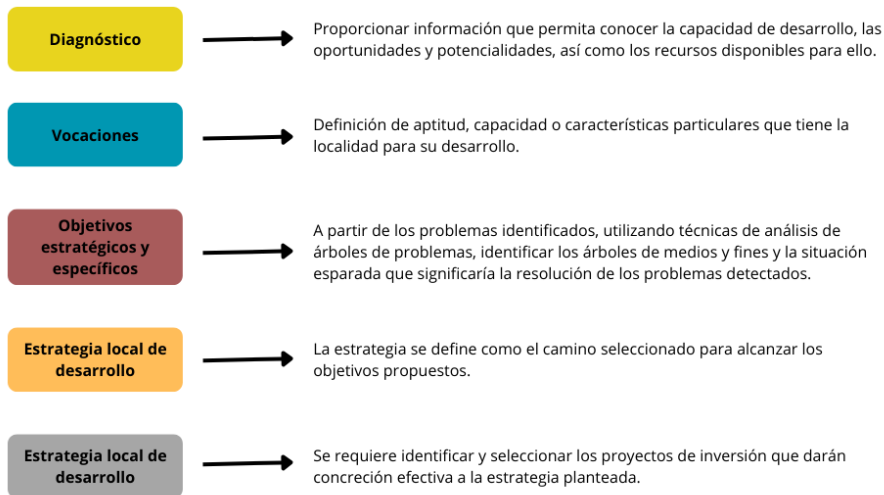 Diagnóstico
Proporcionar información que permita conocer la capacidad de desarrollo, las
oportunidades y potencialidades, así como los recursos disponibles para ello.
Vocaciones
Definición de aptitud, capacidad o características particulares que tiene la
localidad para su desarrollo.
Objetivos
estratégicos y
específicos
A partir de los problemas identificados, utilizando técnicas de análisis de
árboles de problemas, identificar los árboles de medios y fines y la situación
esparada que significaría la resolución de los problemas detectados.
Estrategia local de
desarrollo
La estrategia se define como el camino seleccionado para alcanzar los
objetivos propuestos.
Estrategia local de
desarrollo
Se requiere identificar y seleccionar los proyectos de inversión que darán
concreción efectiva a la estrategia planteada.